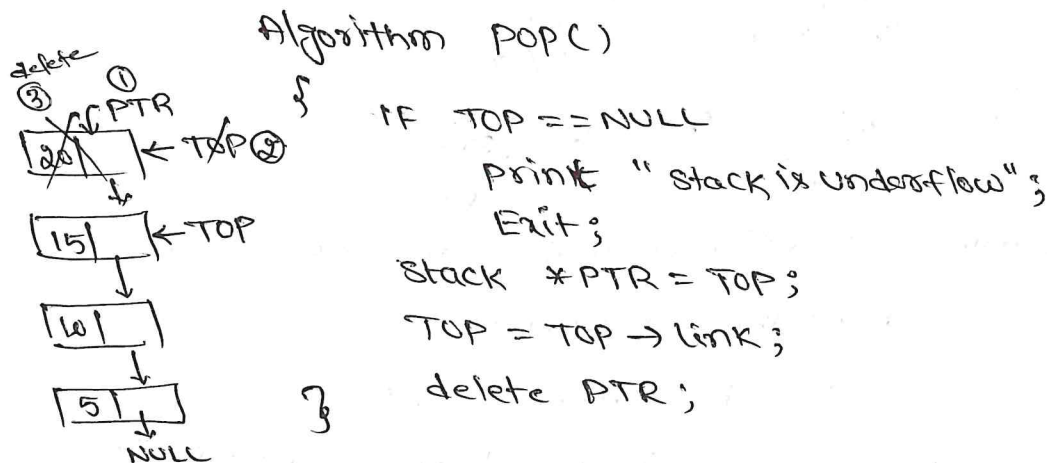 Algorithm POP()
{
IF TOP == NULL
print "Stack is underflow";
Exit;
Stack *PTR = TOP;
TOP = TOP → link;
delete PTR;
}
delete
③ ① PTR
20 ← TOP ②
15 ← TOP
10
5
NULL